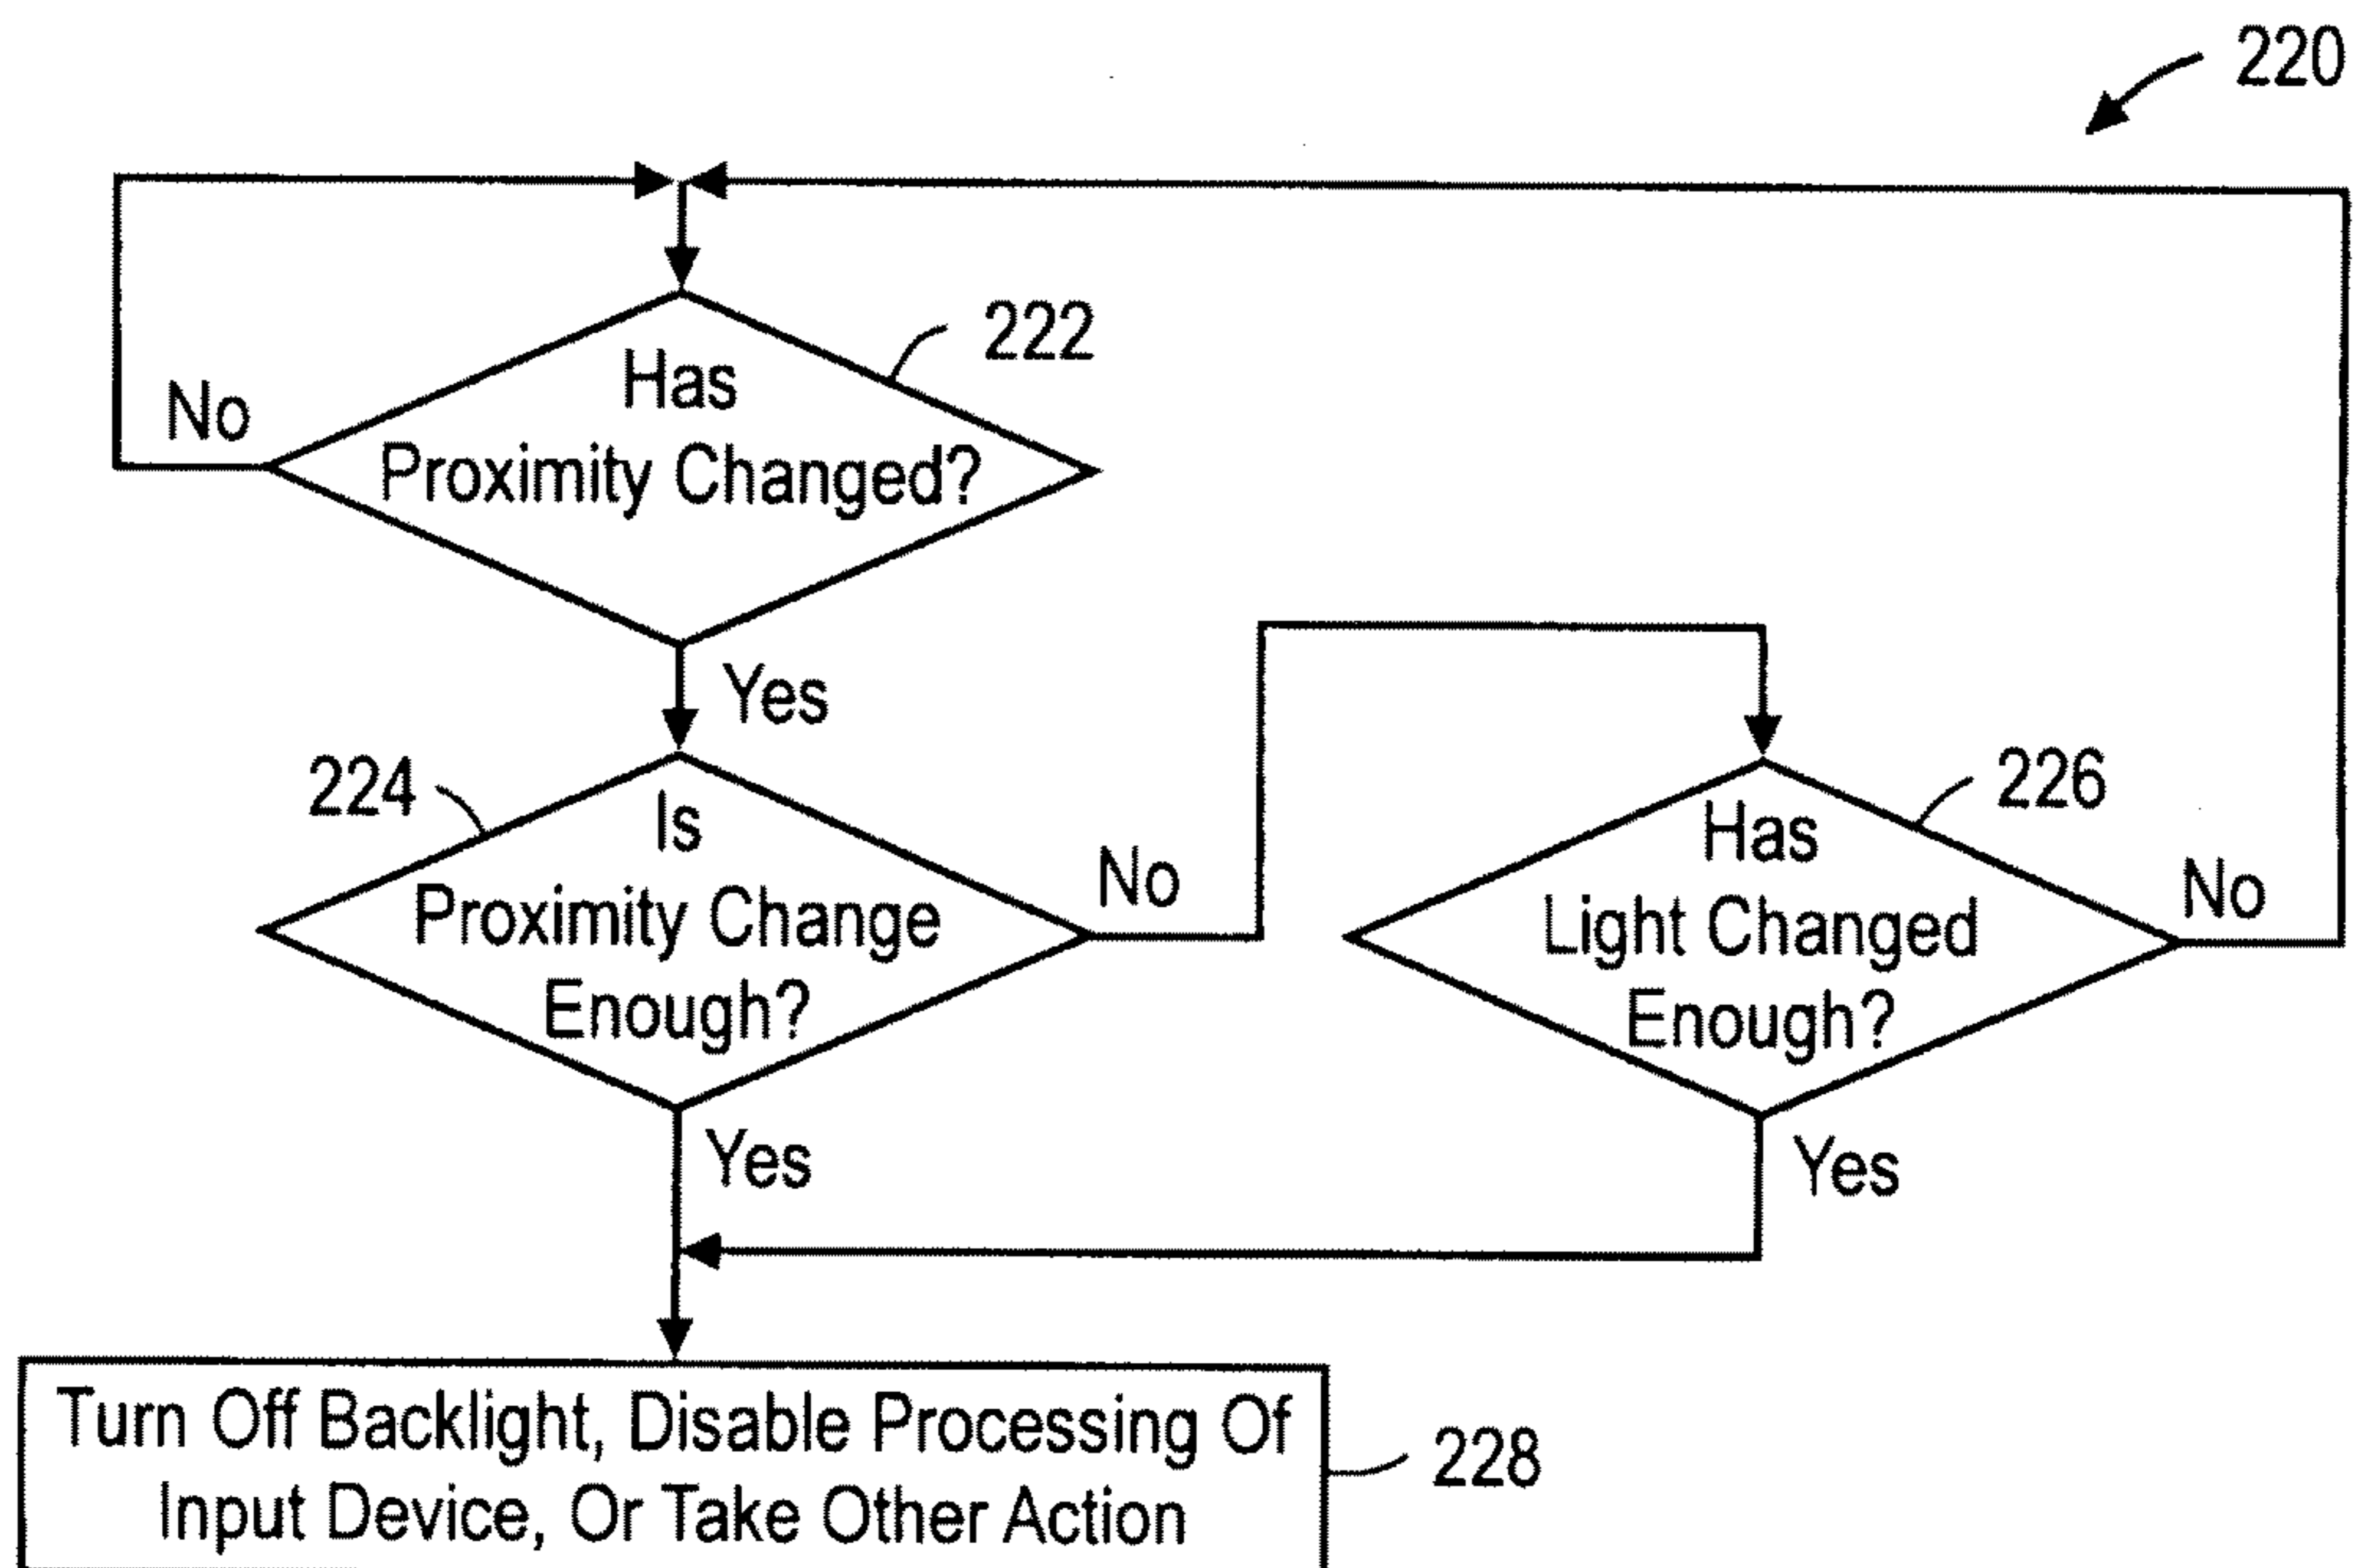 220
222
Has
Proximity Changed?
No
Yes
224
Is
Proximity Change
Enough?
No
Yes
226
Has
Light Changed
Enough?
No
Yes
Turn Off Backlight, Disable Processing Of
Input Device, Or Take Other Action
228